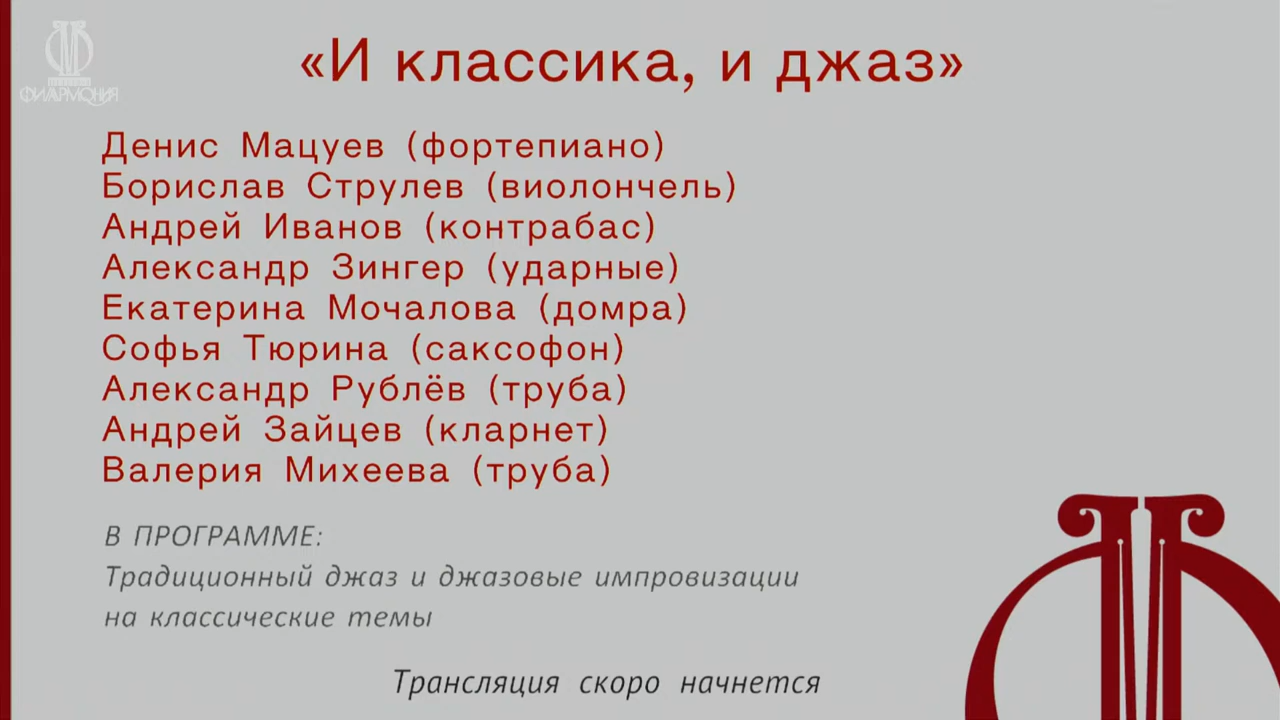 «И классика, и джаз»
Денис Мацуев (фортепиано)
Борислав Струлев (виолончель)
Андрей Иванов (контрабас)
Александр Зингер (ударные)
Екатерина Мочалова (домра)
Софья Тюрина (саксофон)
Александр Рублёв (труба)
Андрей Зайцев (кларнет)
Валерия Михеева (труба)
В ПРОГРАММЕ:
Традиционный джаз и джазовые импровизации
на классические темы
Трансляция скоро начнется
ФИЛАРМОНИЯ